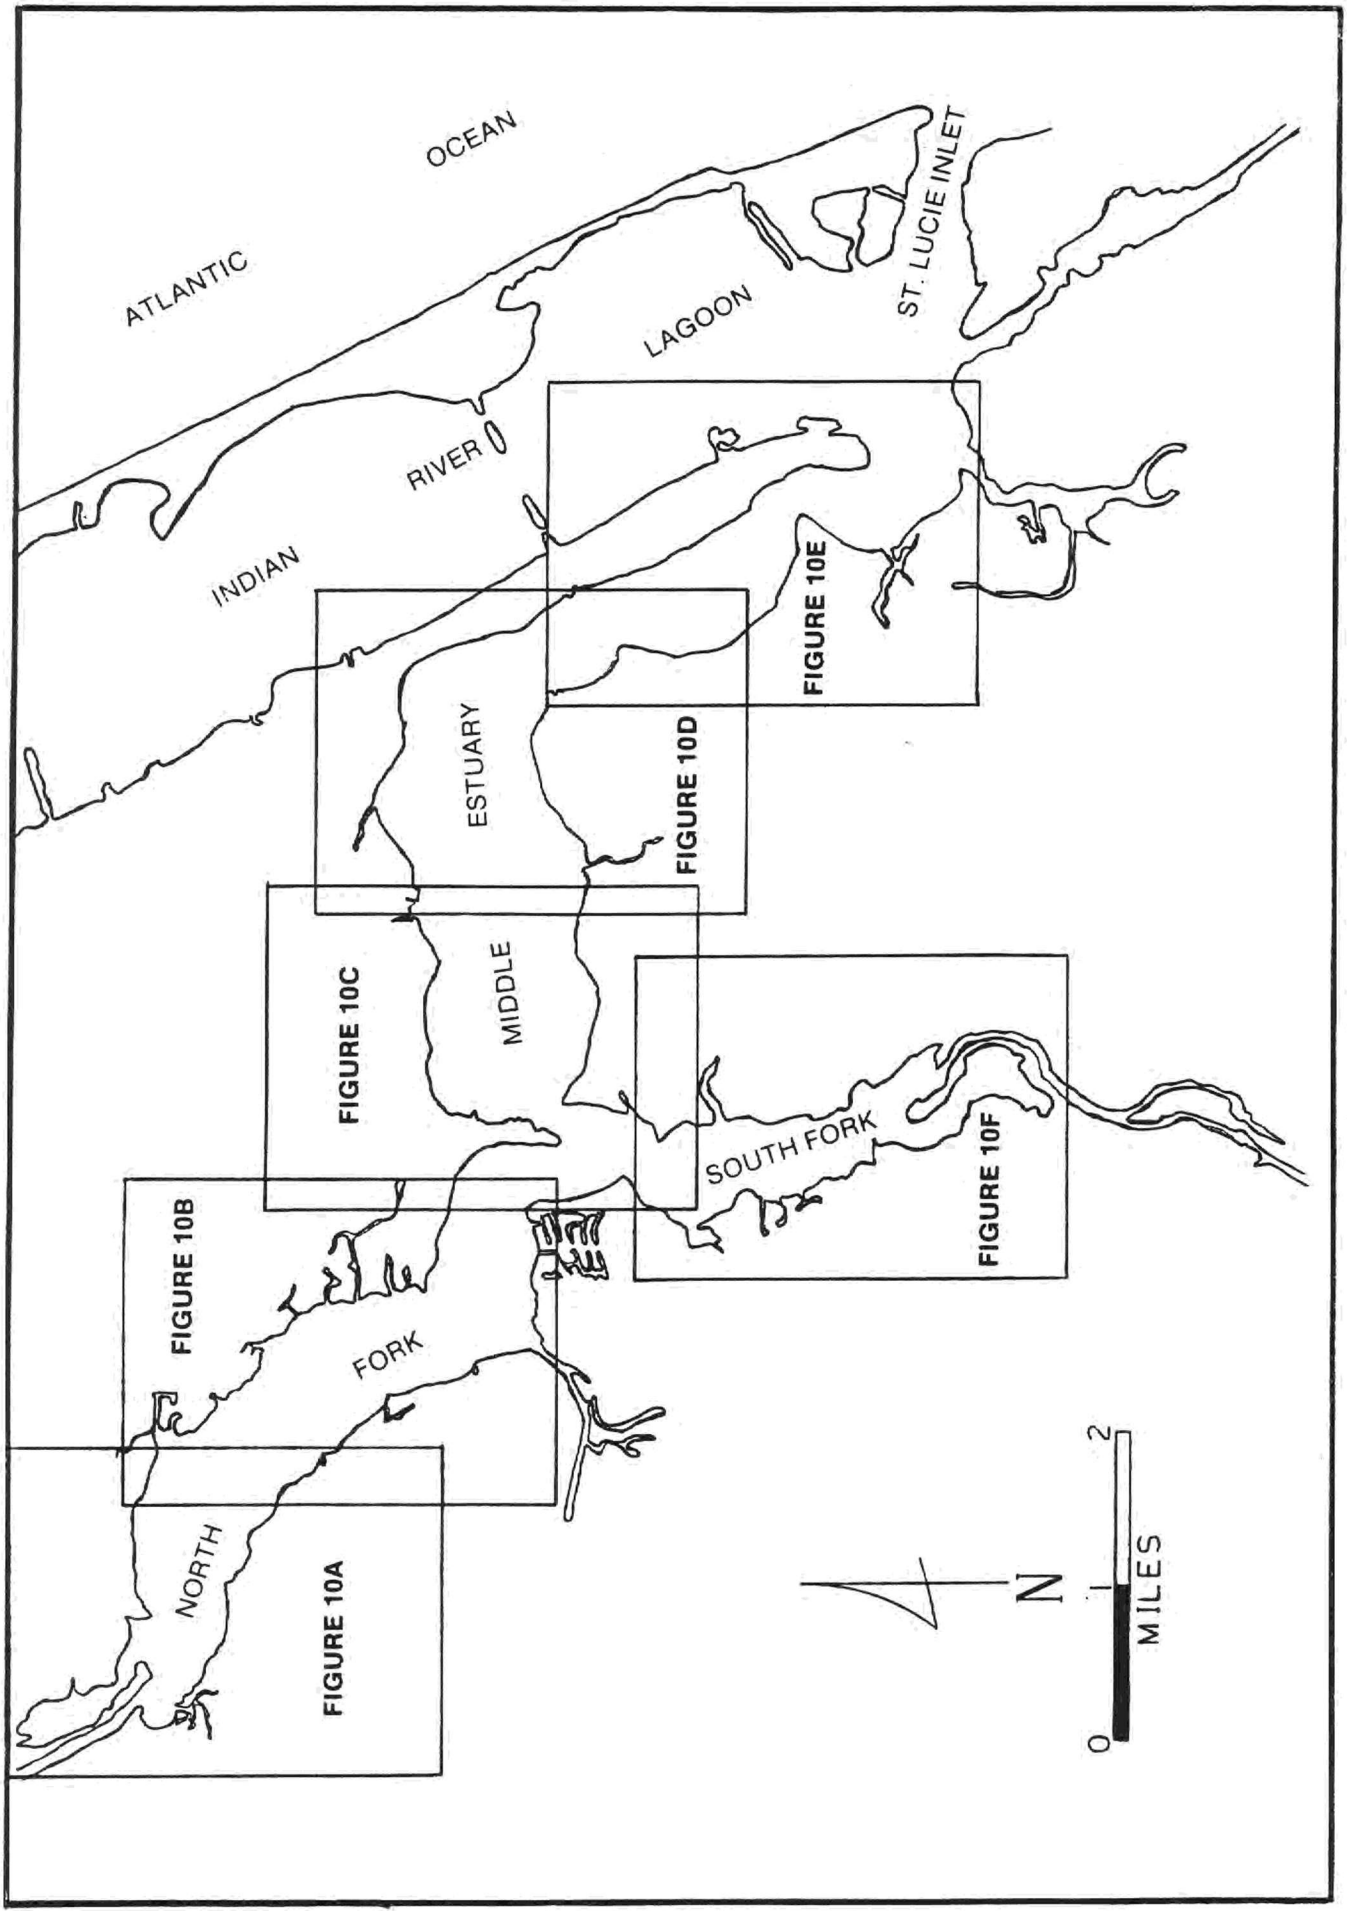 ATLANTIC
OCEAN
INDIAN
RIVER
LAGOON
ST. LUCIE INLET
FIGURE 10E
ESTUARY
FIGURE 10D
FIGURE 10C
MIDDLE
FIGURE 10B
SOUTH FORK
FIGURE 10F
FORK
NORTH
FIGURE 10A
N
0 1 2
MILES